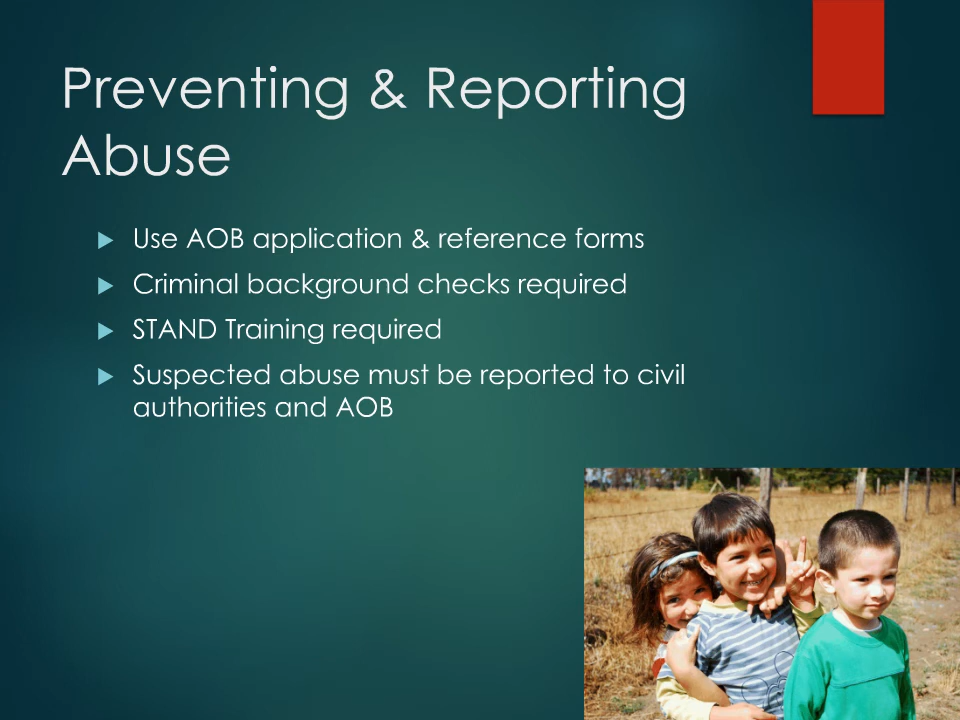 Preventing & Reporting
Abuse
Use AOB application & reference forms
Criminal background checks required
STAND Training required
Suspected abuse must be reported to civil
authorities and AOB